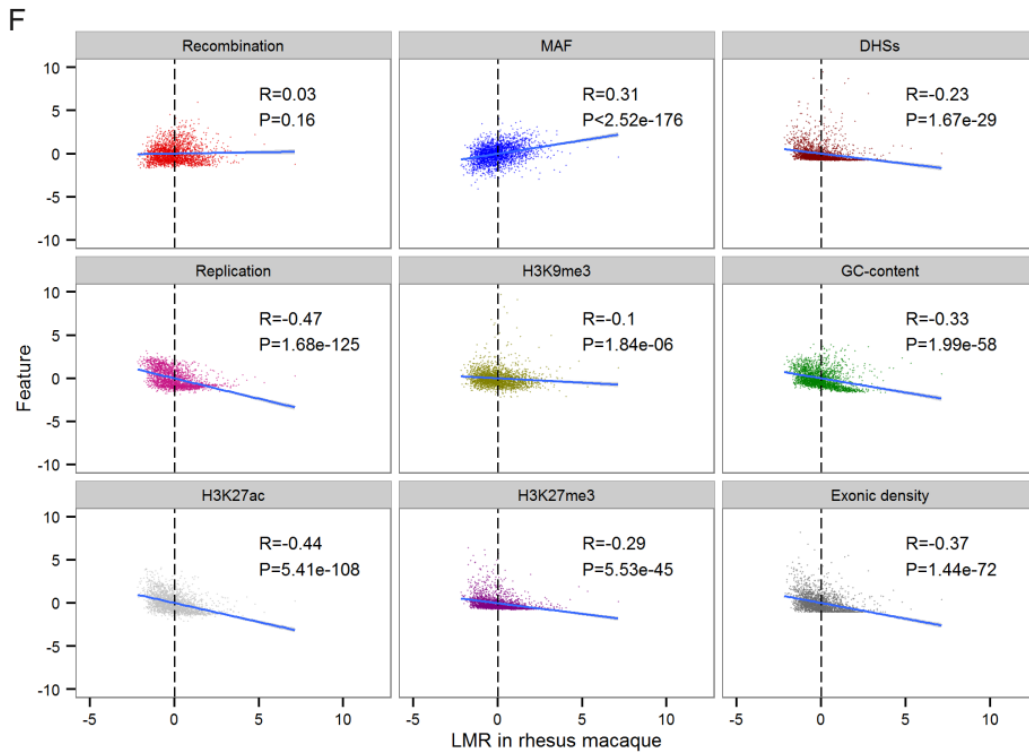 F
Recombination
MAF
DHSs
R=0.03
P=0.16
R=0.31
P<2.52e-176
R=-0.23
P=1.67e-29
10
5
0
-5
-10
Replication
H3K9me3
GC-content
R=-0.47
P=1.68e-125
R=-0.1
P=1.84e-06
R=-0.33
P=1.99e-58
10
5
0
-5
-10
Feature
H3K27ac
H3K27me3
Exonic density
R=-0.44
P=5.41e-108
R=-0.29
P=5.53e-45
R=-0.37
P=1.44e-72
10
5
0
-5
-10
-5 0 5 10
-5 0 5 10
-5 0 5 10
LMR in rhesus macaque